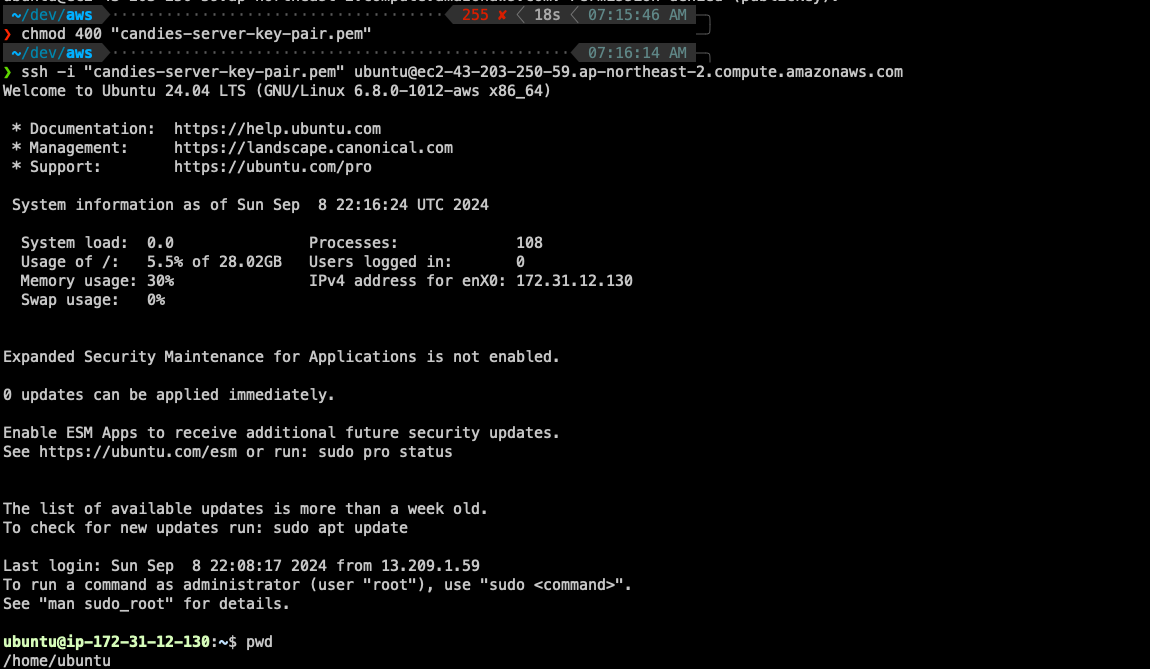 ~/dev/aws 255 ✘ 18s 07:15:46 AM
❯ chmod 400 "candies-server-key-pair.pem"
~/dev/aws 07:16:14 AM
❯ ssh -i "candies-server-key-pair.pem" ubuntu@ec2-43-203-250-59.ap-northeast-2.compute.amazonaws.com
Welcome to Ubuntu 24.04 LTS (GNU/Linux 6.8.0-1012-aws x86_64)
* Documentation: https://help.ubuntu.com
* Management: https://landscape.canonical.com
* Support: https://ubuntu.com/pro
System information as of Sun Sep 8 22:16:24 UTC 2024
System load: 0.0 Processes: 108
Usage of /: 5.5% of 28.02GB Users logged in: 0
Memory usage: 30% IPv4 address for enX0: 172.31.12.130
Swap usage: 0%
Expanded Security Maintenance for Applications is not enabled.
0 updates can be applied immediately.
Enable ESM Apps to receive additional future security updates.
See https://ubuntu.com/esm or run: sudo pro status
The list of available updates is more than a week old.
To check for new updates run: sudo apt update
Last login: Sun Sep 8 22:08:17 2024 from 13.209.1.59
To run a command as administrator (user "root"), use "sudo <command>".
See "man sudo_root" for details.
ubuntu@ip-172-31-12-130:~$ pwd
/home/ubuntu